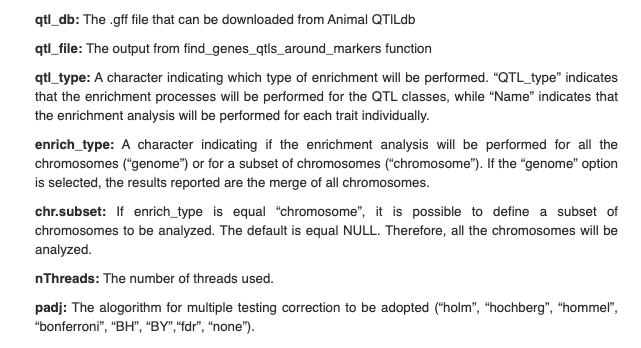 qtl_db: The .gff file that can be downloaded from Animal QTlLdb
qtl_file: The output from find_genes_qtls_around_markers function
qtl_type: A character indicating which type of enrichment will be performed. “QTL_type” indicates
that the enrichment processes will be performed for the QTL classes, while “Name” indicates that
the enrichment analysis will be performed for each trait individually.
enrich_type: A character indicating if the enrichment analysis will be performed for all the
chromosomes (“genome”) or for a subset of chromosomes (“chromosome”). If the “genome” option
is selected, the results reported are the merge of all chromosomes.
chr.subset: If enrich_type is equal “chromosome”, it is possible to define a subset of
chromosomes to be analyzed. The default is equal NULL. Therefore, all the chromosomes will be
analyzed.
nThreads: The number of threads used.
padj: The alogorithm for multiple testing correction to be adopted (“holm”, “hochberg”, “hommel”,
“bonferroni”, “BH”, “BY”,“fdr”, “none”).